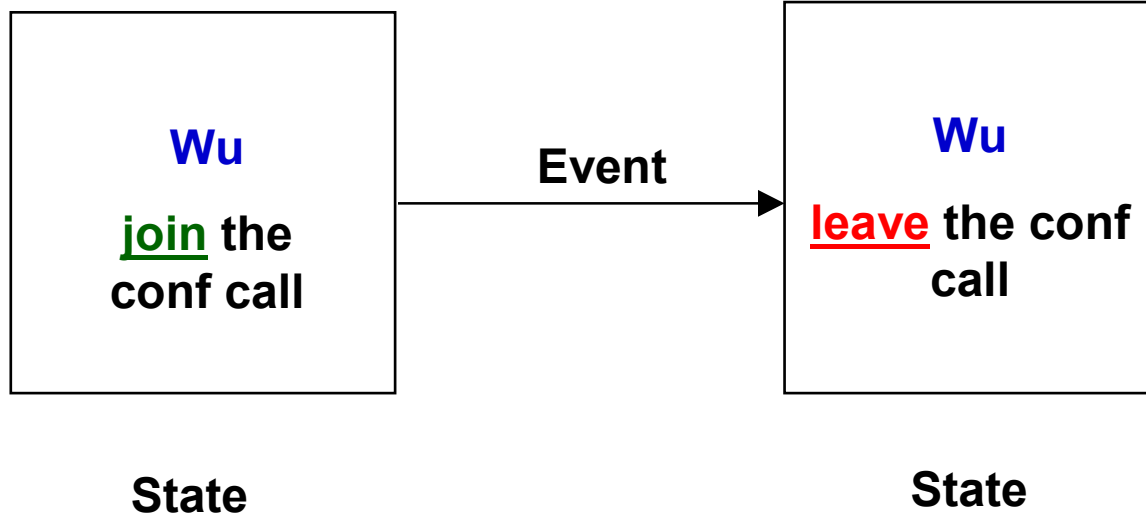 Wu
join the
conf call
Event
Wu
leave the conf
call
State
State